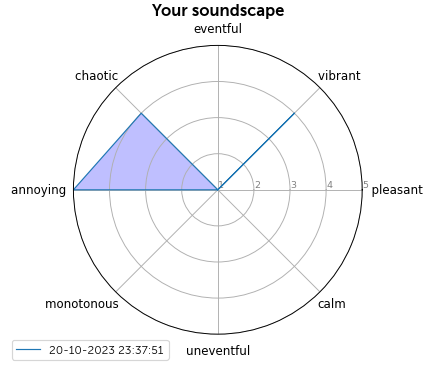 Your soundscape
eventful
chaotic
vibrant
annoying
1
2
3
4
5
pleasant
monotonous
calm
uneventful
20-10-2023 23:37:51